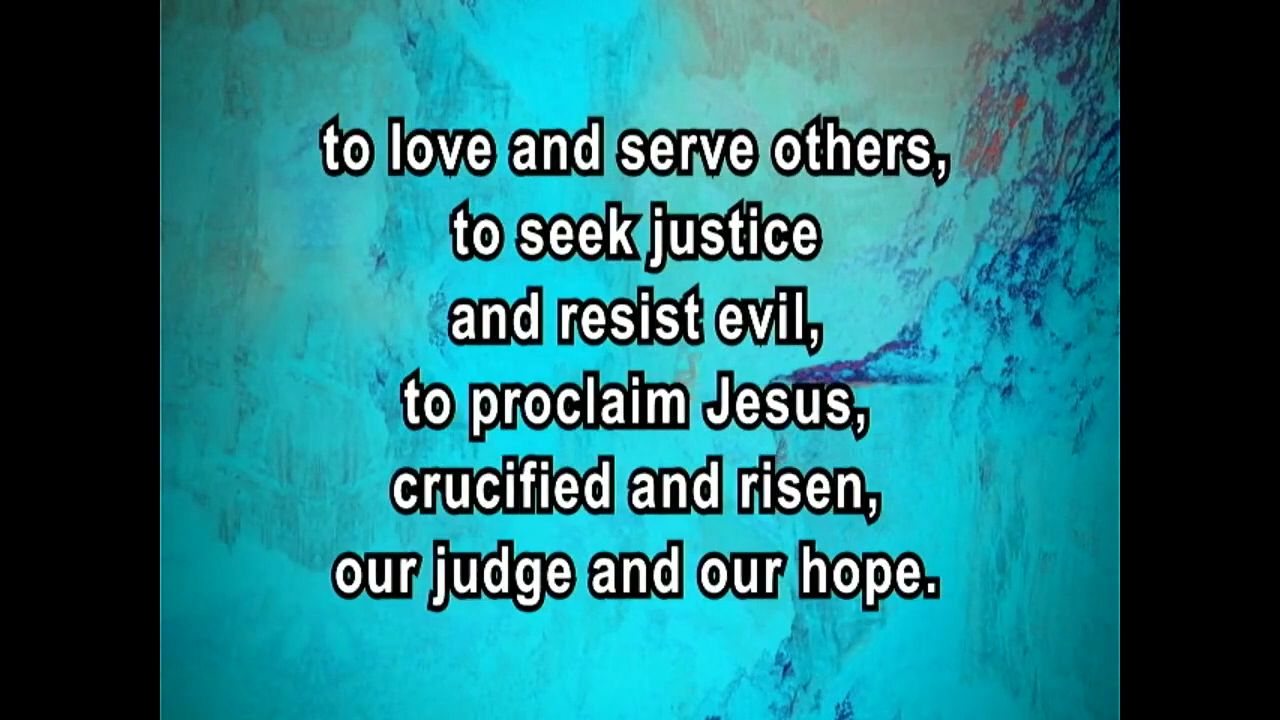 to love and serve others,
to seek justice
and resist evil,
to proclaim Jesus,
crucified and risen,
our judge and our hope.